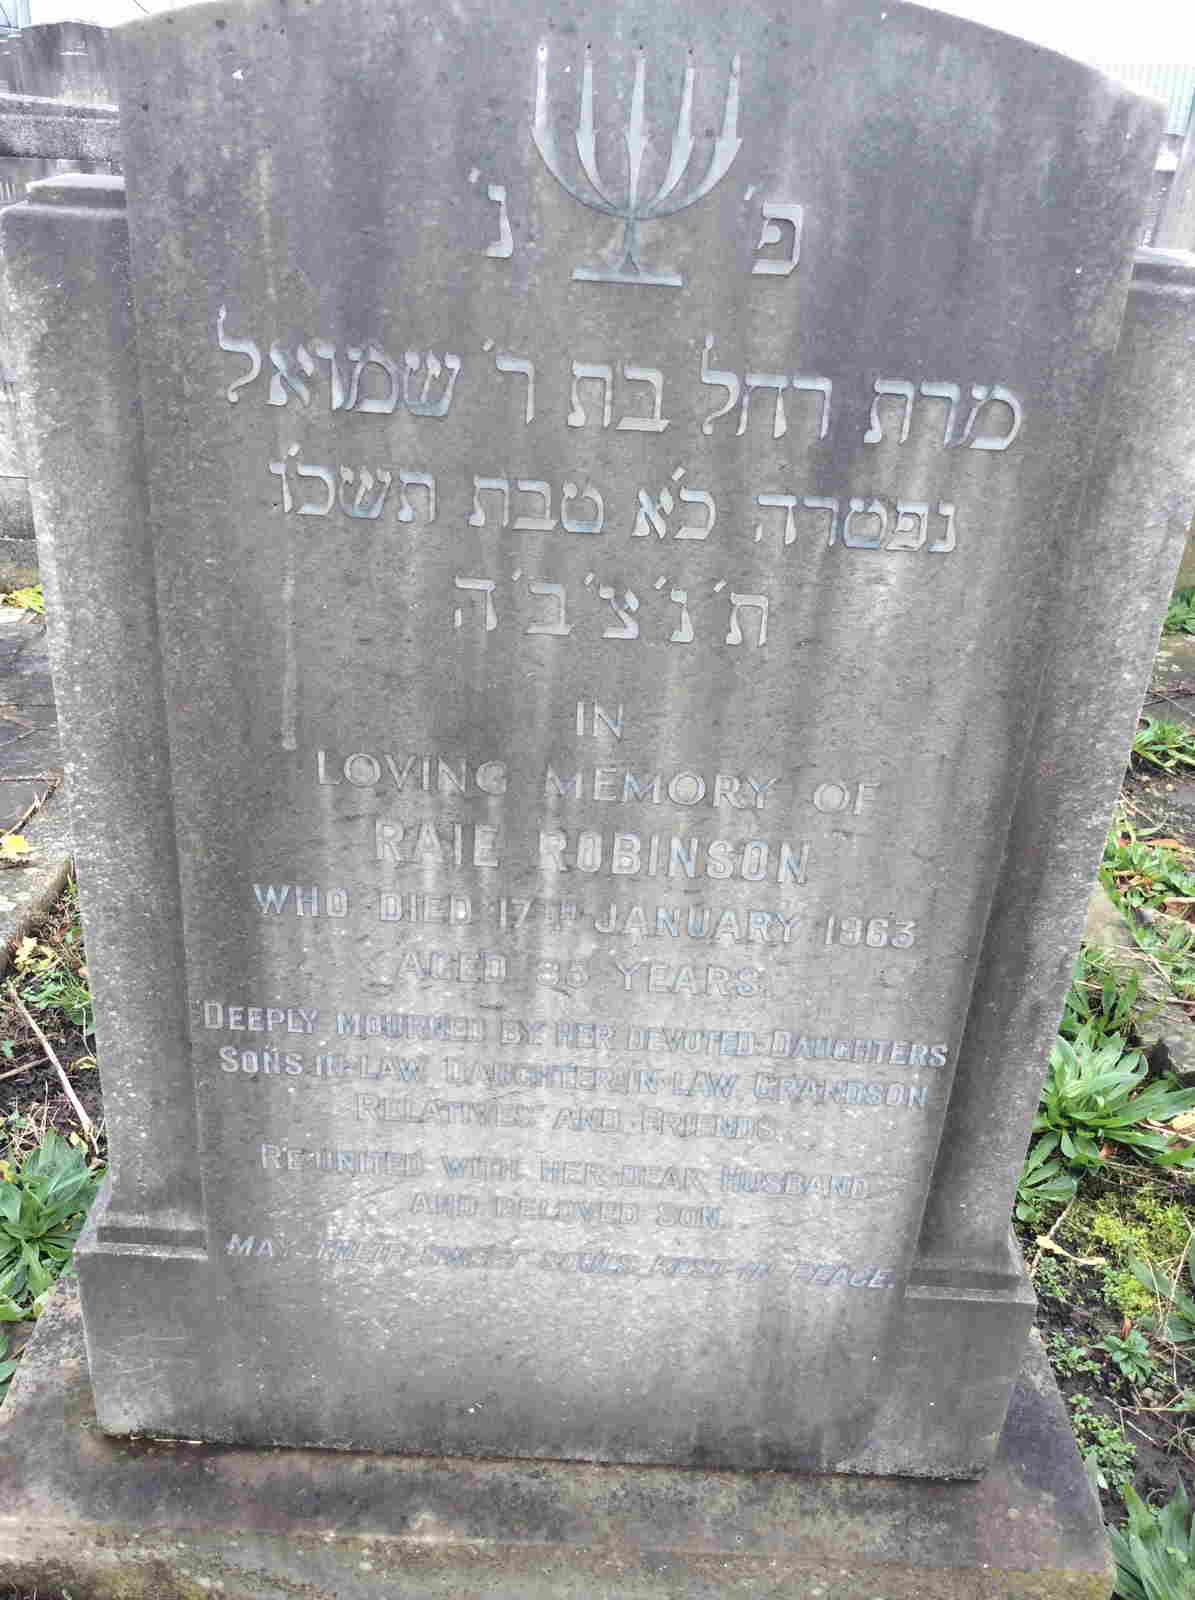 פ' נ'
מרת רחל בת ר' שמואל
נפטרה כ'א טבת תשכ'ו
ת' נ' צ' ב' ה
IN
LOVING MEMORY OF
RAIE ROBINSON
WHO DIED 17TH JANUARY 1963
AGED 85 YEARS
DEEPLY MOURNED BY HER DEVOTED DAUGHTERS
SONS-IN-LAW DAUGHTER-IN-LAW GRANDSON
RELATIVES AND FRIENDS.
RE-UNITED WITH HER DEAR HUSBAND
AND BELOVED SON.
MAY THEIR SWEET SOULS REST IN PEACE.